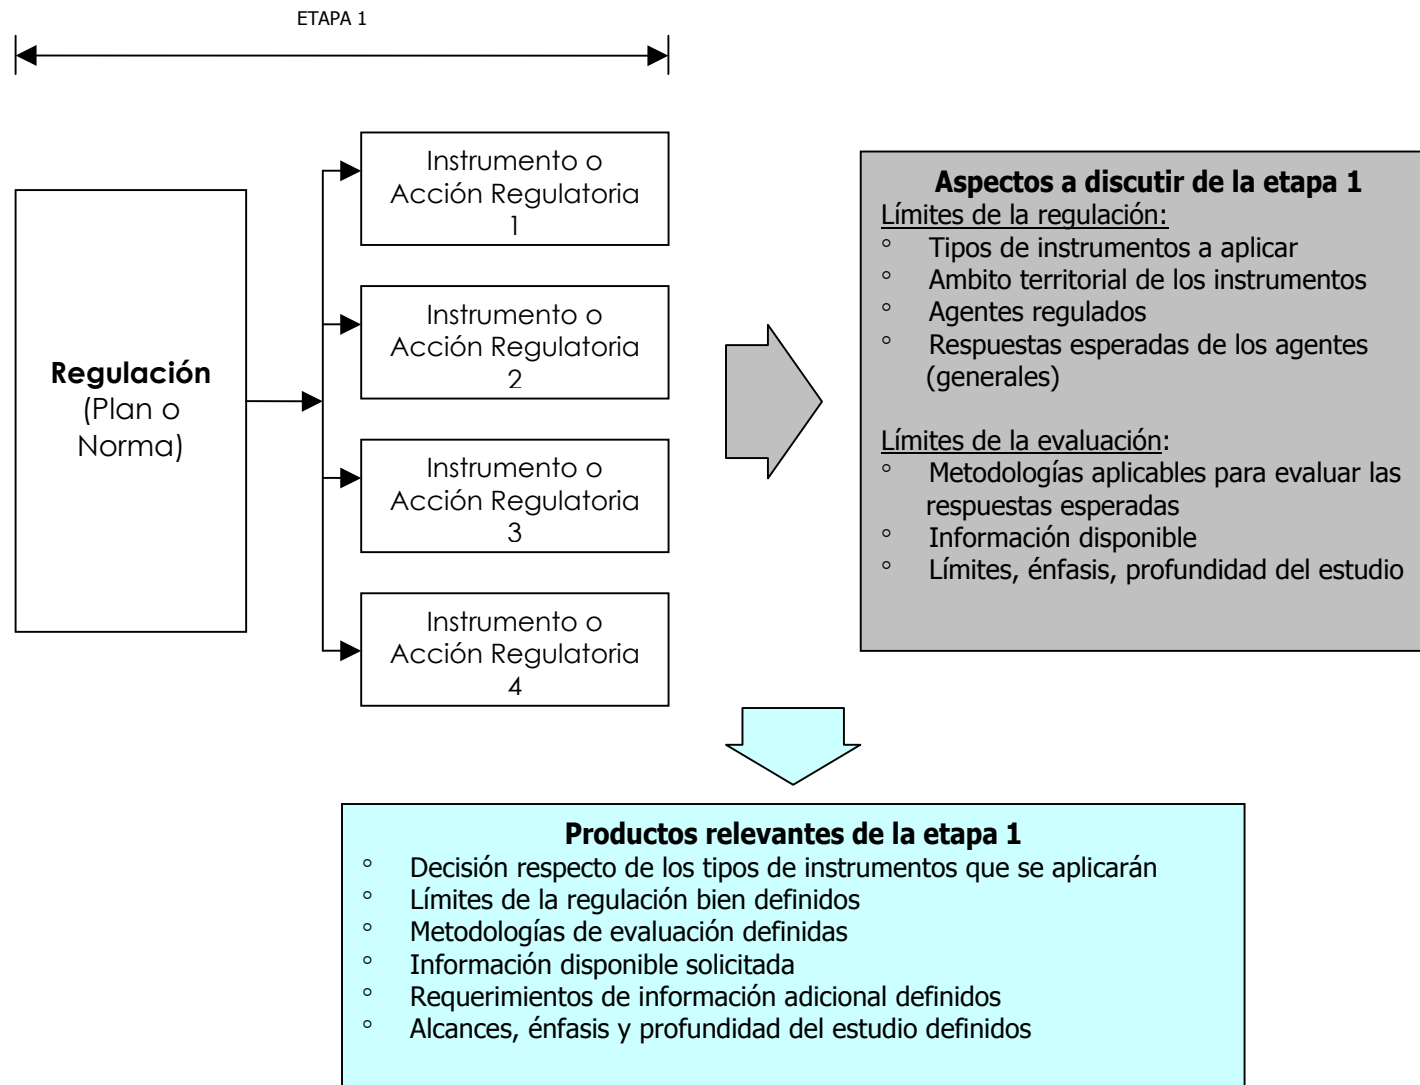 ETAPA 1
Regulación
(Plan o
Norma)
Instrumento o
Acción Regulatoria
1
Instrumento o
Acción Regulatoria
2
Instrumento o
Acción Regulatoria
3
Instrumento o
Acción Regulatoria
4
Aspectos a discutir de la etapa 1
Límites de la regulación:
° Tipos de instrumentos a aplicar
° Ambito territorial de los instrumentos
° Agentes regulados
° Respuestas esperadas de los agentes
(generales)
Límites de la evaluación:
° Metodologías aplicables para evaluar las
respuestas esperadas
° Información disponible
° Límites, énfasis, profundidad del estudio
Productos relevantes de la etapa 1
° Decisión respecto de los tipos de instrumentos que se aplicarán
° Límites de la regulación bien definidos
° Metodologías de evaluación definidas
° Información disponible solicitada
° Requerimientos de información adicional definidos
° Alcances, énfasis y profundidad del estudio definidos